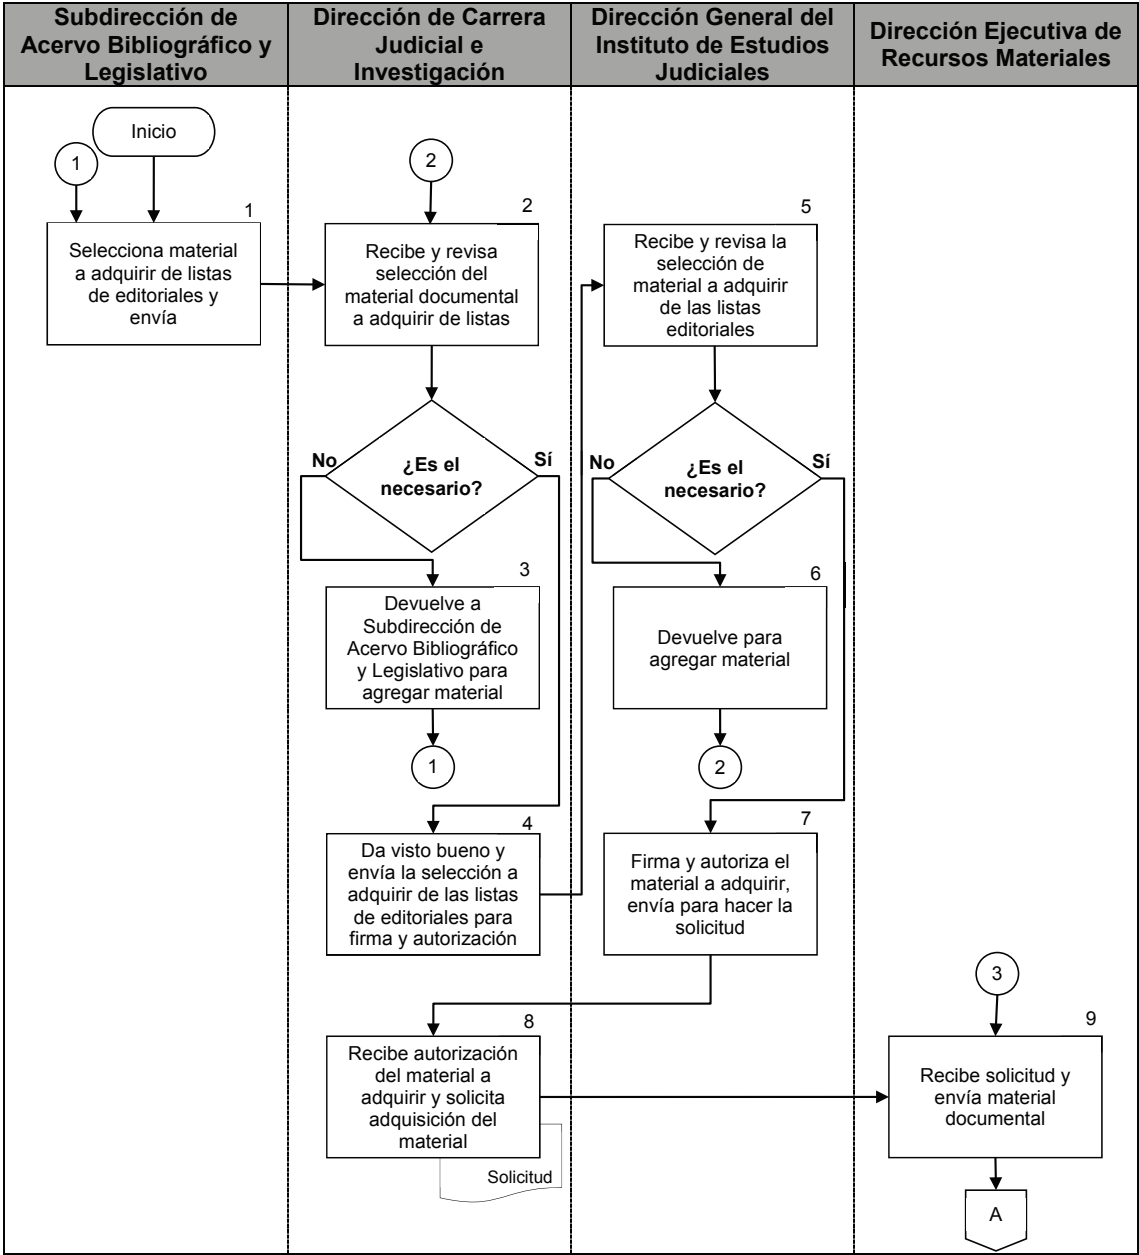 Subdirección de
Acervo Bibliográfico y
Legislativo
Dirección de Carrera
Judicial e
Investigación
Dirección General del
Instituto de Estudios
Judiciales
Dirección Ejecutiva de
Recursos Materiales
Inicio
1
1
Selecciona material
a adquirir de listas
de editoriales y
envía
2
2
Recibe y revisa
selección del
material documental
a adquirir de listas
¿Es el
necesario?
No
Sí
3
Devuelve a
Subdirección de
Acervo Bibliográfico
y Legislativo para
agregar material
1
4
Da visto bueno y
envía la selección a
adquirir de las listas
de editoriales para
firma y autorización
5
Recibe y revisa la
selección de
material a adquirir
de las listas
editoriales
¿Es el
necesario?
No
Sí
6
Devuelve para
agregar material
2
7
Firma y autoriza el
material a adquirir,
envía para hacer la
solicitud
8
Recibe autorización
del material a
adquirir y solicita
adquisición del
material
Solicitud
3
9
Recibe solicitud y
envía material
documental
A